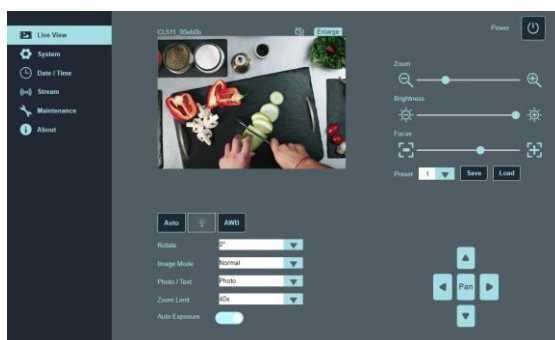 Live View
System
Date / Time
Stream
Maintenance
About
Enlarge
Power
Zoom
Brightness
Focus
Preset 1 Save Load
Auto AWB
Rotate 0°
Image Mode Normal
Photo / Text Photo
Zoom Limit 40x
Auto Exposure
Pan